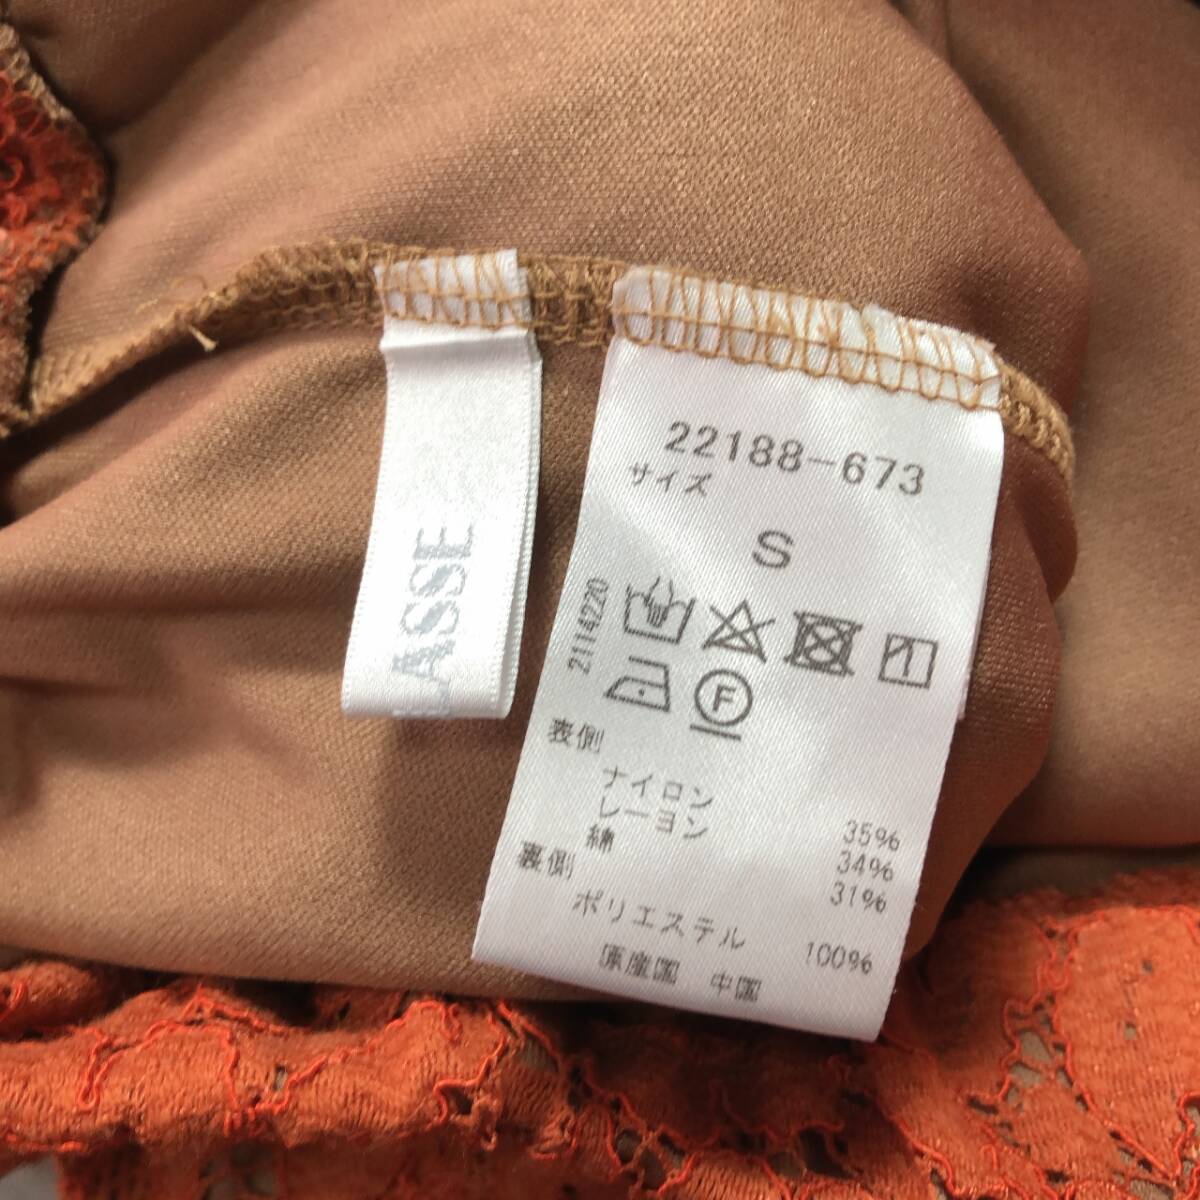 22188-673
サイズ
S
21114220
F
表側
ナイロン 35%
レーヨン 34%
綿 31%
裏側
ポリエステル 100%
原産国 中国
LASSE